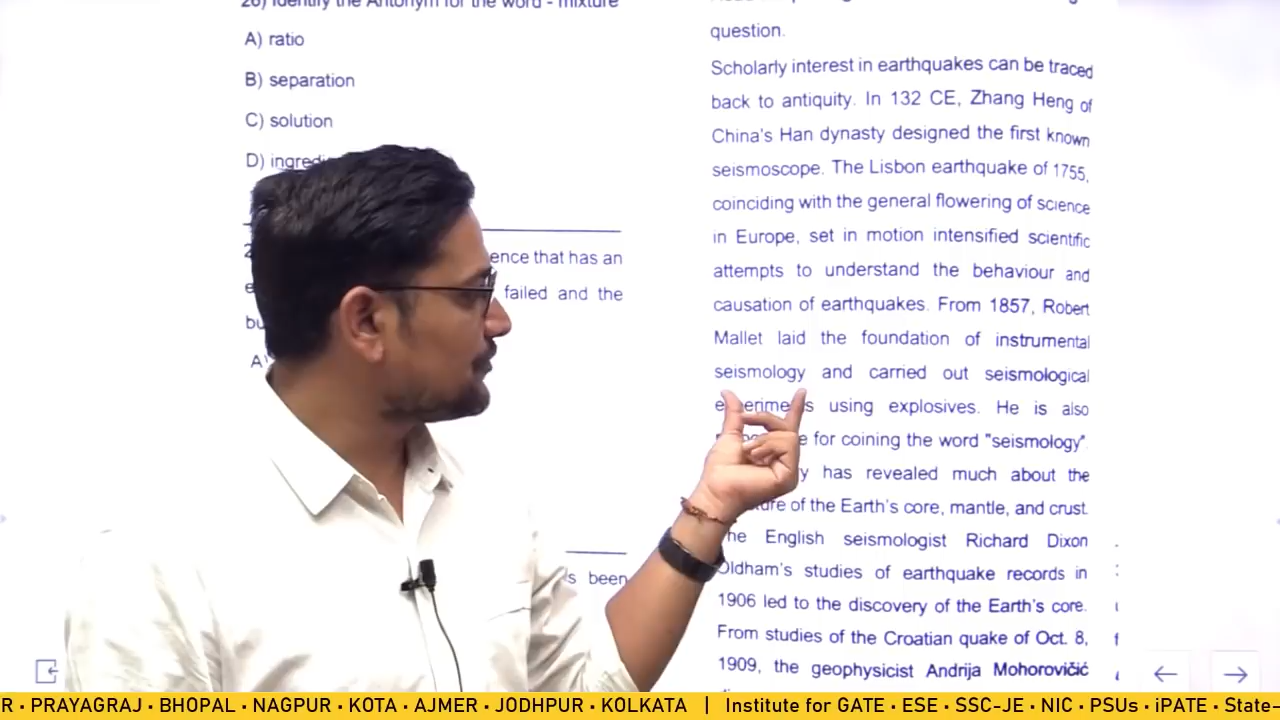 26) Identify the Antonym for the word - mixture
A) ratio
B) separation
C) solution
D) ingredi
2
ence that has an
e
failed and the
bu
A)
s been
question.
Scholarly interest in earthquakes can be traced
back to antiquity. In 132 CE, Zhang Heng of
China's Han dynasty designed the first known
seismoscope. The Lisbon earthquake of 1755,
coinciding with the general flowering of science
in Europe, set in motion intensified scientific
attempts to understand the behaviour and
causation of earthquakes. From 1857, Robert
Mallet laid the foundation of instrumental
seismology and carried out seismological
experiments using explosives. He is also
e for coining the word "seismology".
y has revealed much about the
ure of the Earth's core, mantle, and crust.
The English seismologist Richard Dixon
Oldham's studies of earthquake records in
1906 led to the discovery of the Earth's core.
From studies of the Croatian quake of Oct. 8,
1909, the geophysicist Andrija Mohorovičić
R • PRAYAGRAJ • BHOPAL • NAGPUR • KOTA • AJMER • JODHPUR • KOLKATA | Institute for GATE • ESE • SSC-JE • NIC • PSUs • iPATE • State-